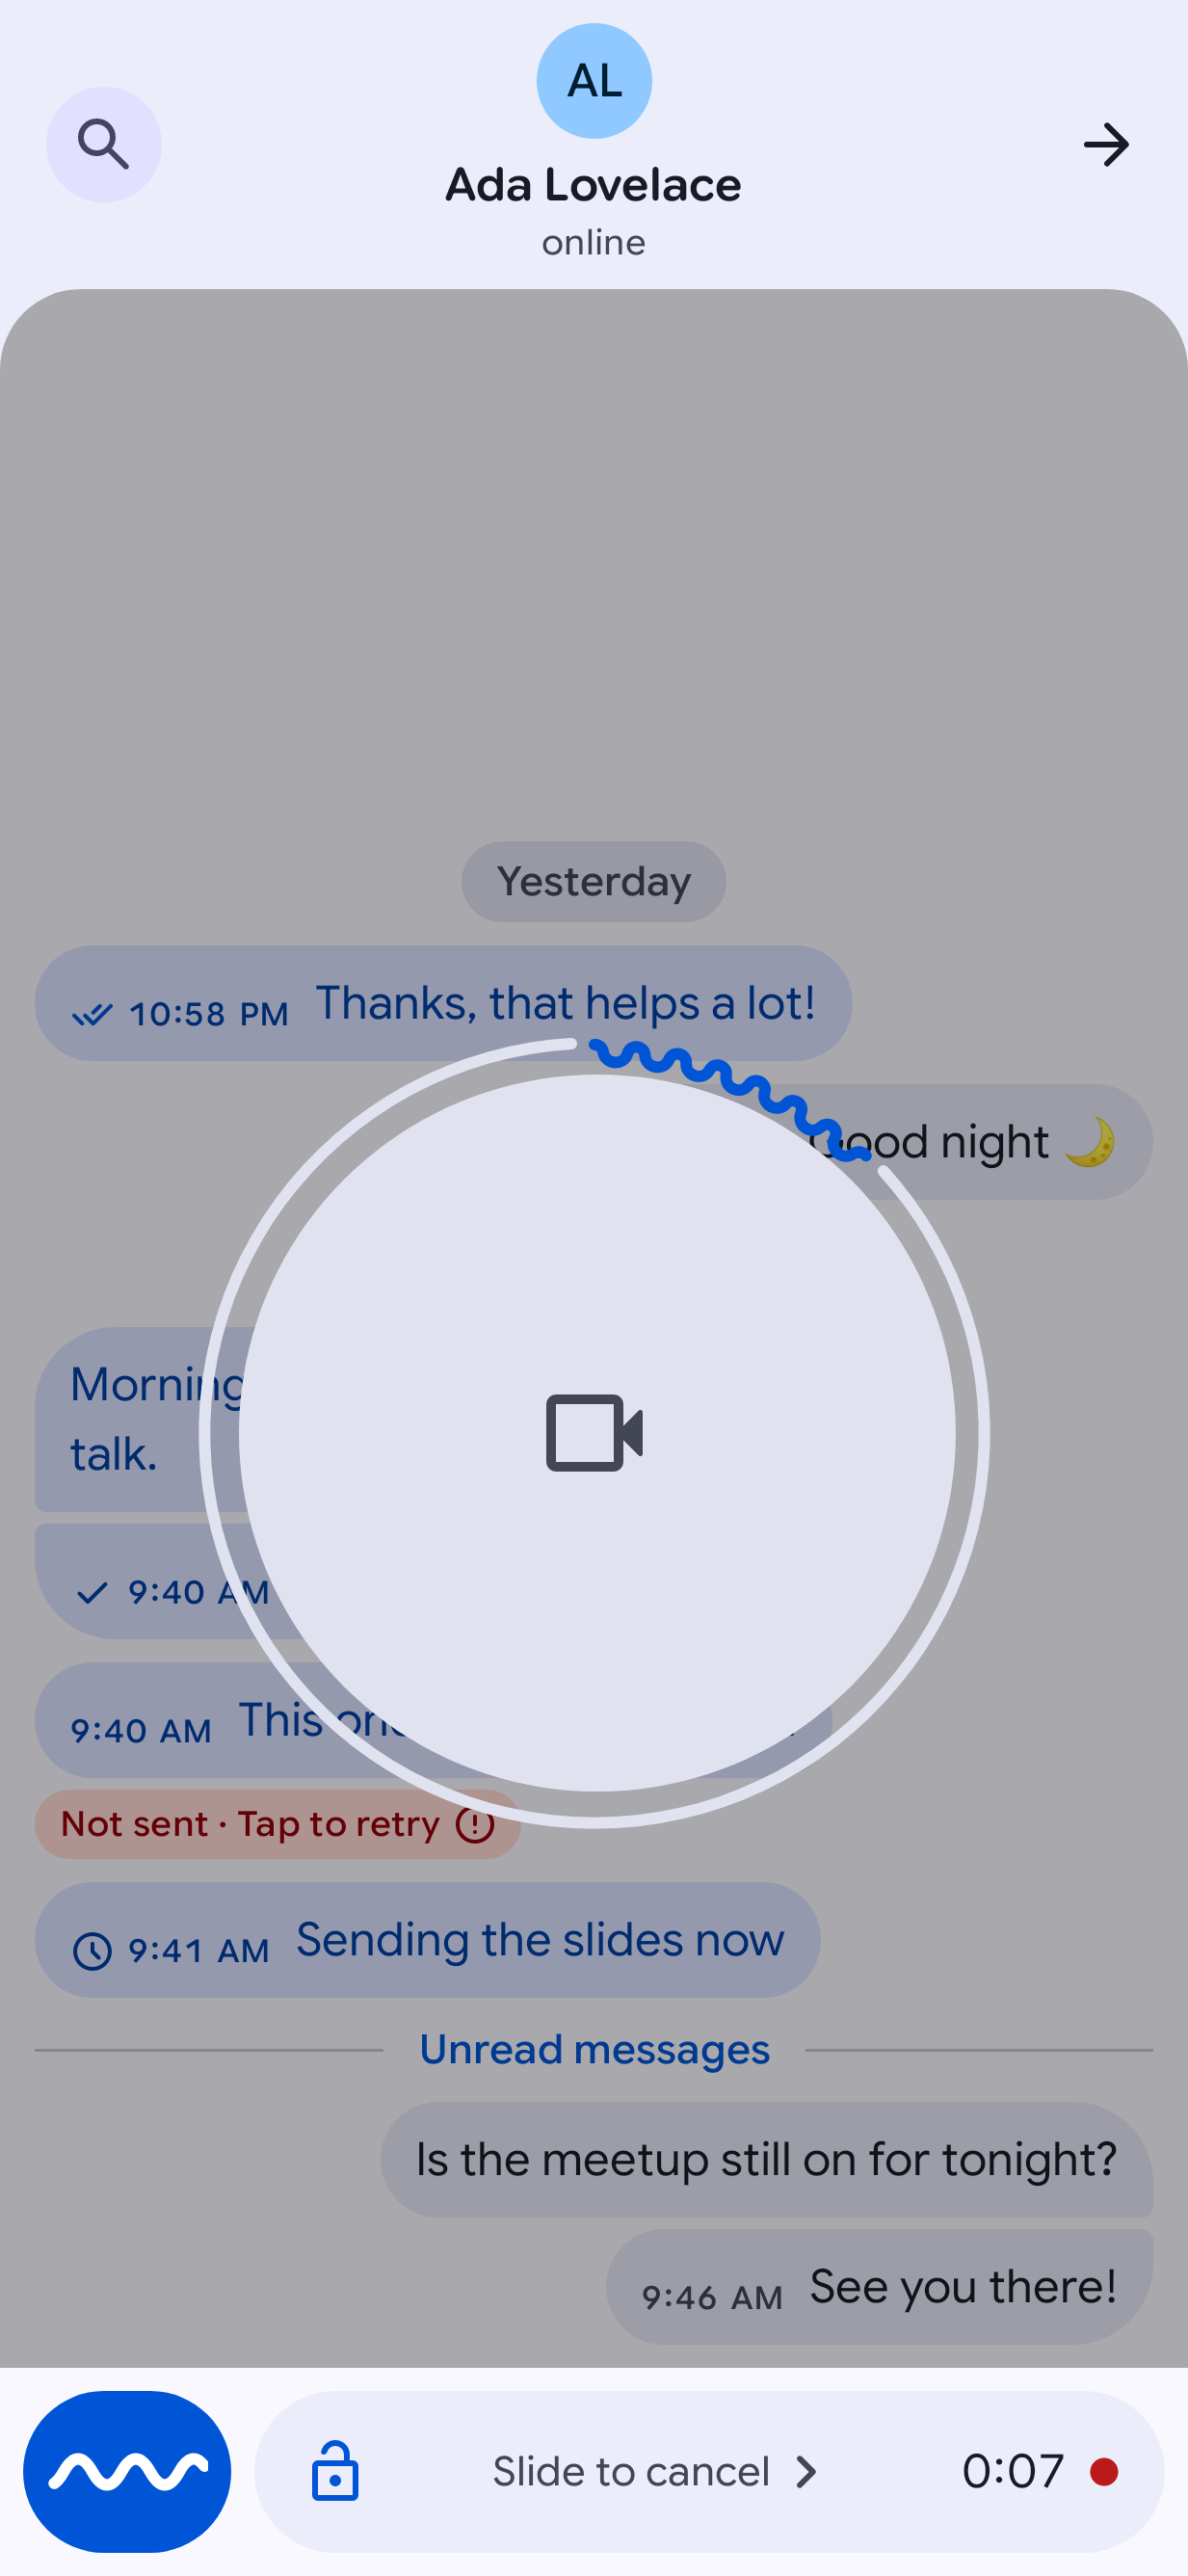 AL
Ada Lovelace
online
Yesterday
10:58 PM Thanks, that helps a lot!
Good night 🌛
Morning
talk.
9:40 AM
9:40 AM This
Not sent · Tap to retry
9:41 AM Sending the slides now
Unread messages
Is the meetup still on for tonight?
9:46 AM See you there!
Slide to cancel 0:07